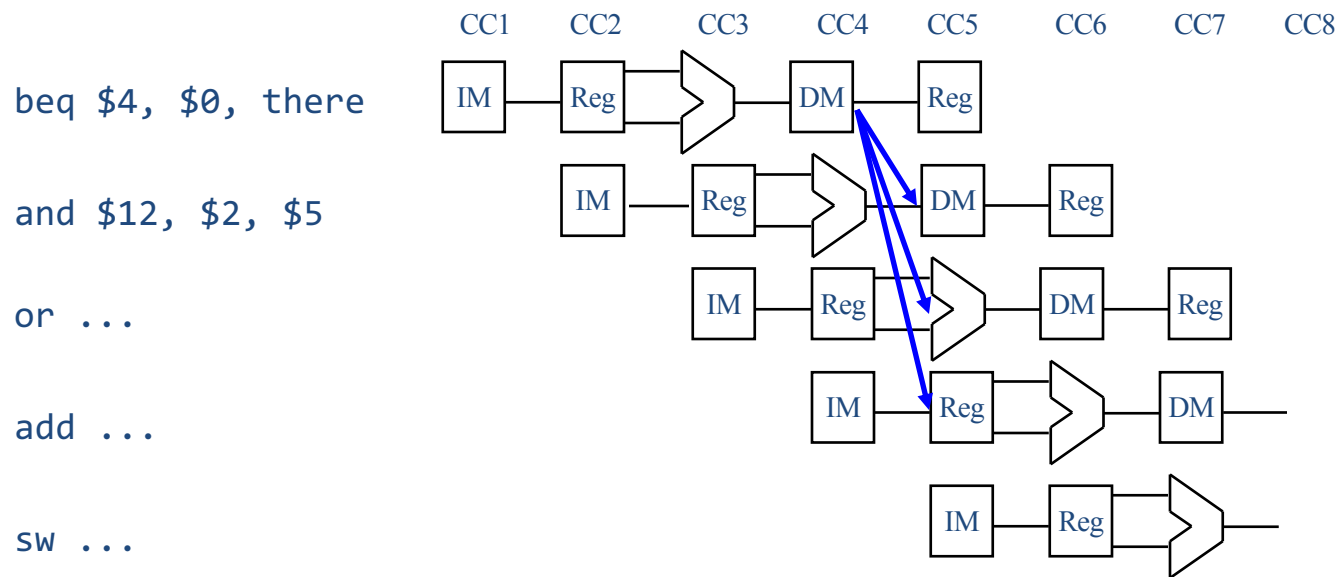 CC1 CC2 CC3 CC4 CC5 CC6 CC7 CC8
beq $4, $0, there IM Reg DM Reg
and $12, $2, $5 IM Reg DM Reg
or ... IM Reg DM Reg
add ... IM Reg DM
sw ... IM Reg